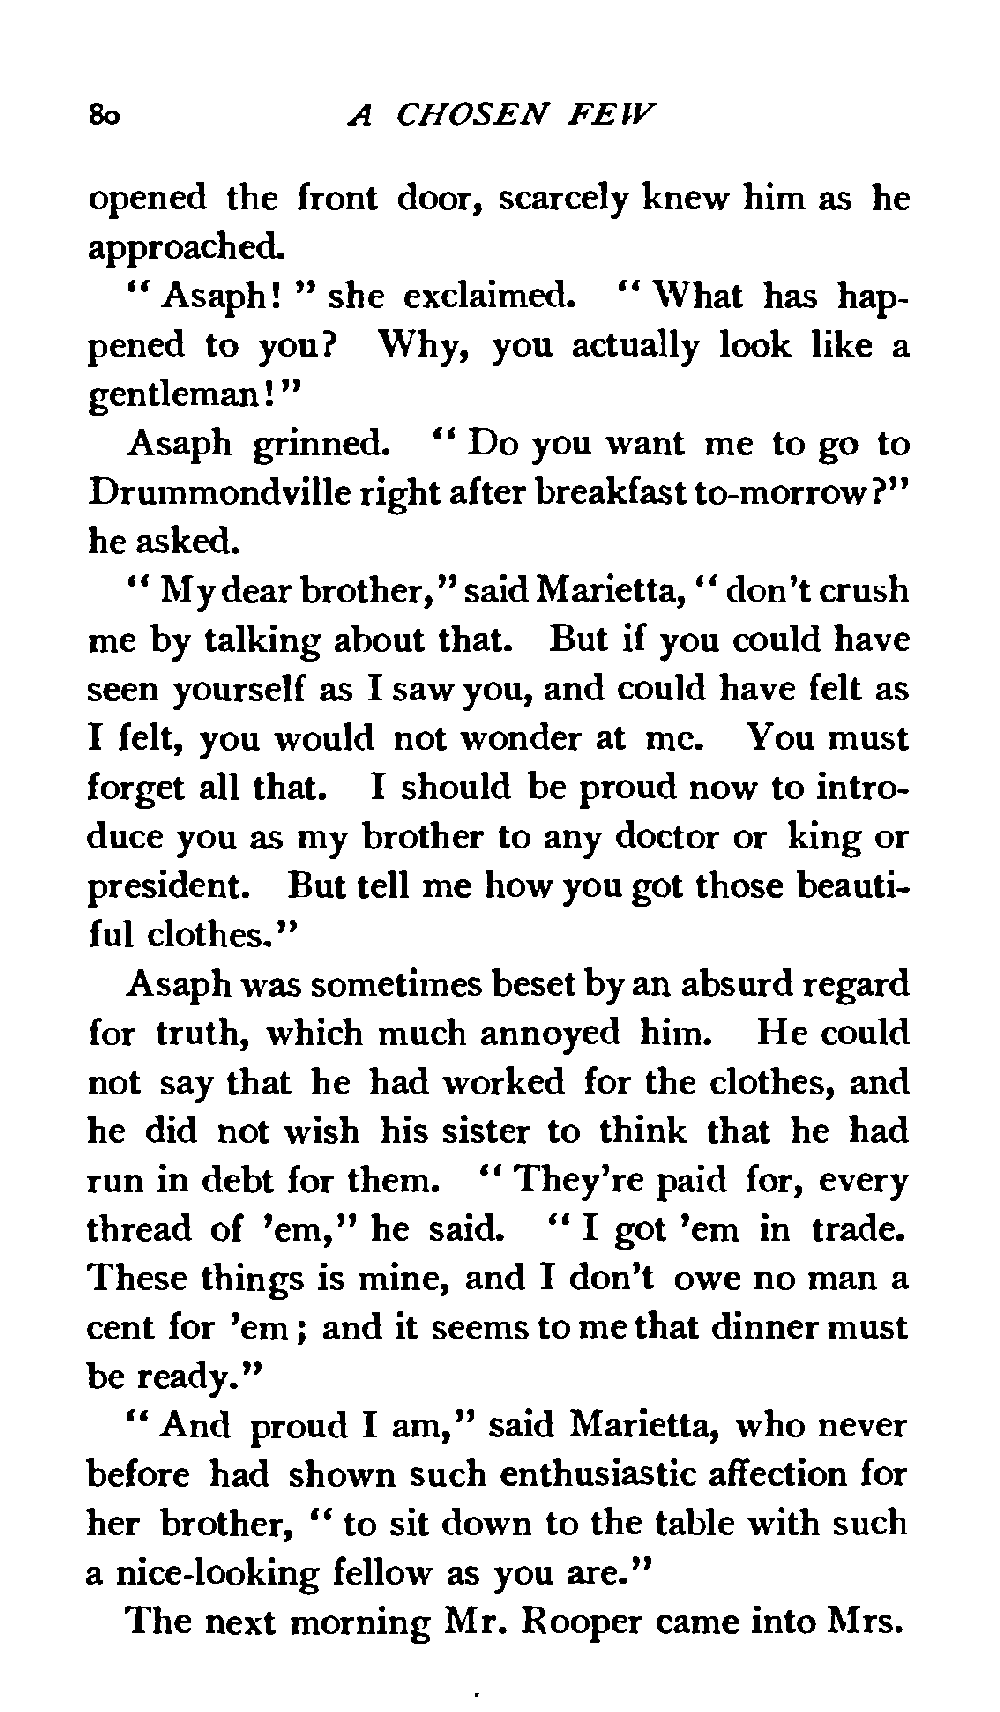 80 A CHOSEN FEW
opened the front door, scarcely knew him as he
approached.
"Asaph!" she exclaimed. "What has hap-
pened to you? Why, you actually look like a
gentleman!"
Asaph grinned. "Do you want me to go to
Drummondville right after breakfast to-morrow?"
he asked.
"My dear brother," said Marietta, "don't crush
me by talking about that. But if you could have
seen yourself as I saw you, and could have felt as
I felt, you would not wonder at me. You must
forget all that. I should be proud now to intro-
duce you as my brother to any doctor or king or
president. But tell me how you got those beauti-
ful clothes."
Asaph was sometimes beset by an absurd regard
for truth, which much annoyed him. He could
not say that he had worked for the clothes, and
he did not wish his sister to think that he had
run in debt for them. "They're paid for, every
thread of 'em," he said. "I got 'em in trade.
These things is mine, and I don't owe no man a
cent for 'em; and it seems to me that dinner must
be ready."
"And proud I am," said Marietta, who never
before had shown such enthusiastic affection for
her brother, "to sit down to the table with such
a nice-looking fellow as you are."
The next morning Mr. Rooper came into Mrs.